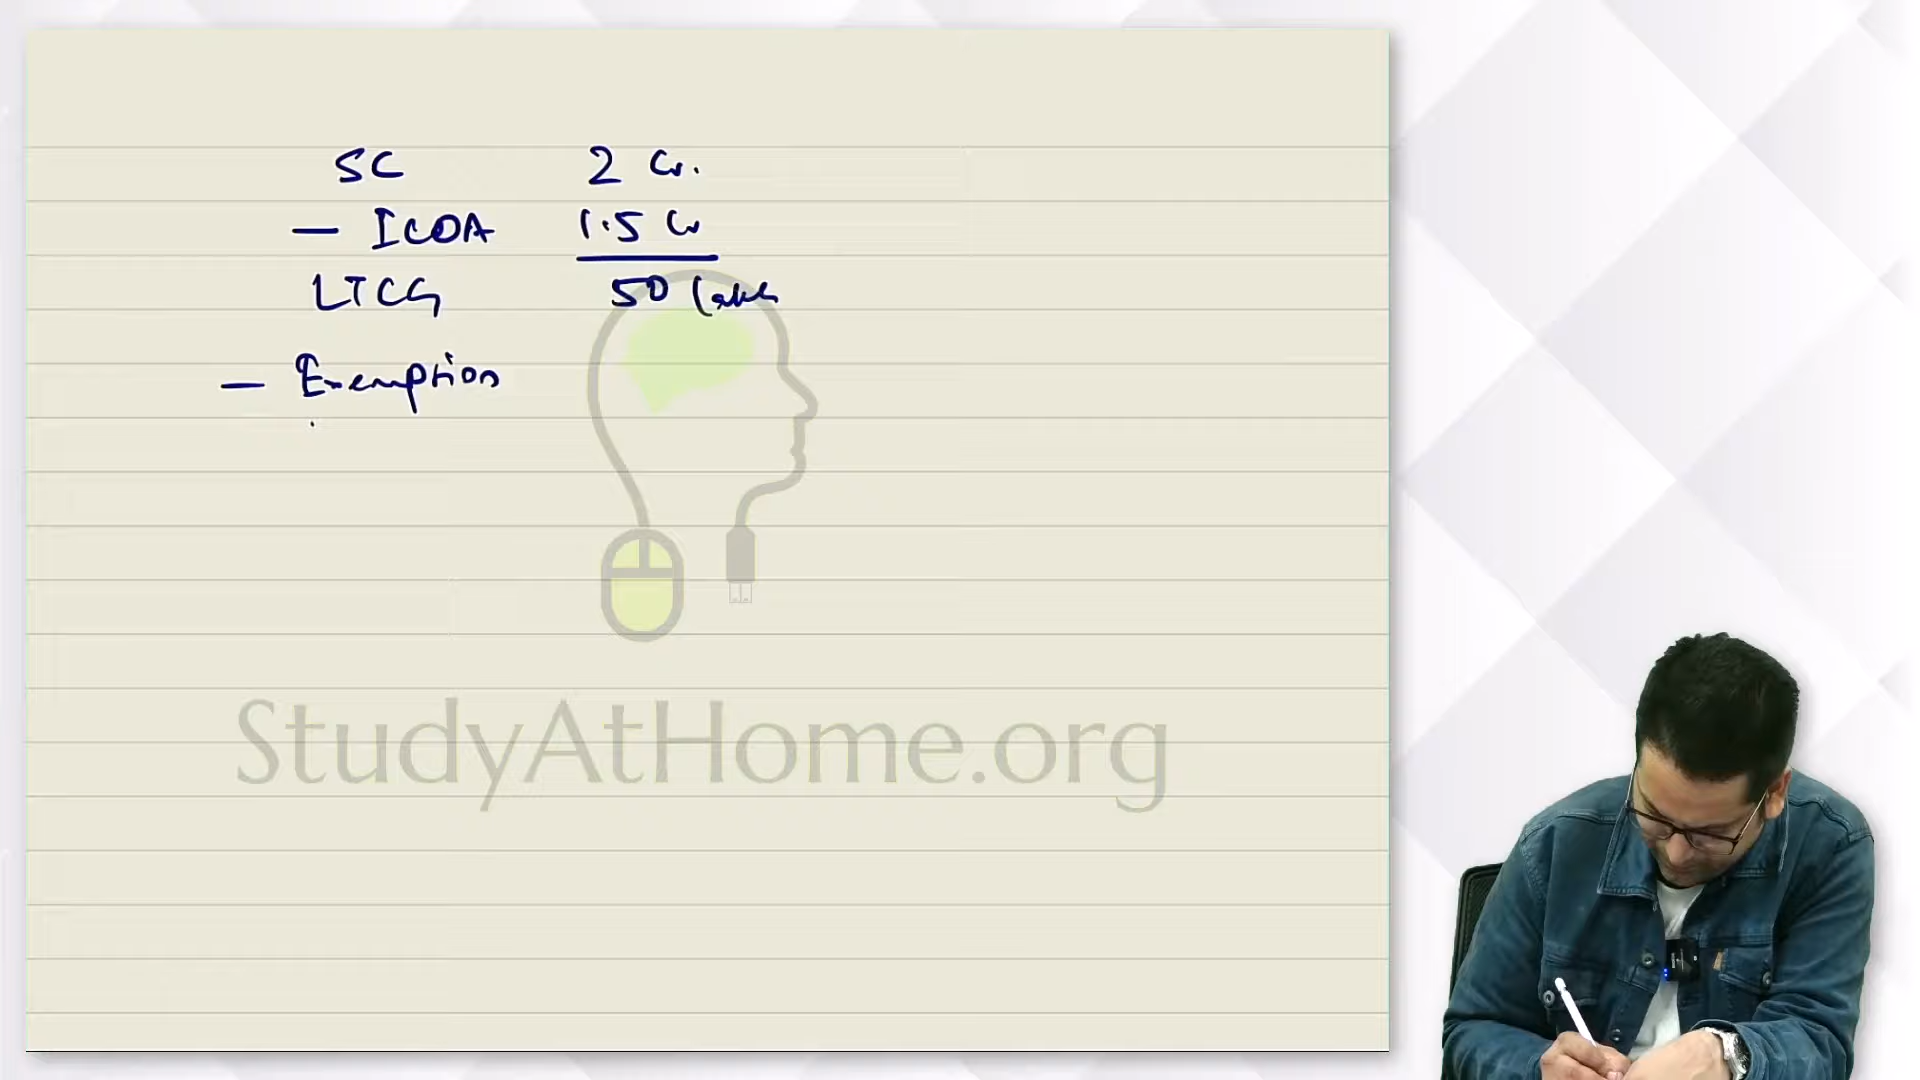 SC 2 Cr.
— ICOA 1.5 Cr
LTCG 50 Lakh
— Exemption
StudyAtHome.org